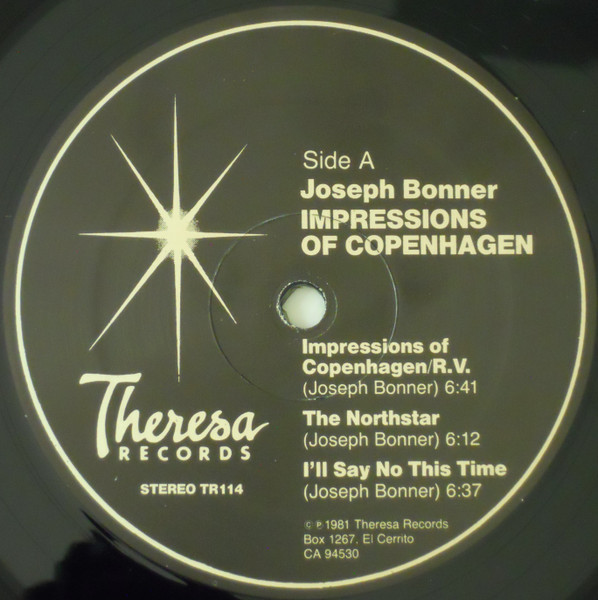 Side A
Joseph Bonner
IMPRESSIONS
OF COPENHAGEN
Impressions of
Copenhagen/R.V.
(Joseph Bonner) 6:41
The Northstar
(Joseph Bonner) 6:12
I'll Say No This Time
(Joseph Bonner) 6:37
Theresa
RECORDS
STEREO TR114
© ℗ 1981 Theresa Records
Box 1267, El Cerrito
CA 94530